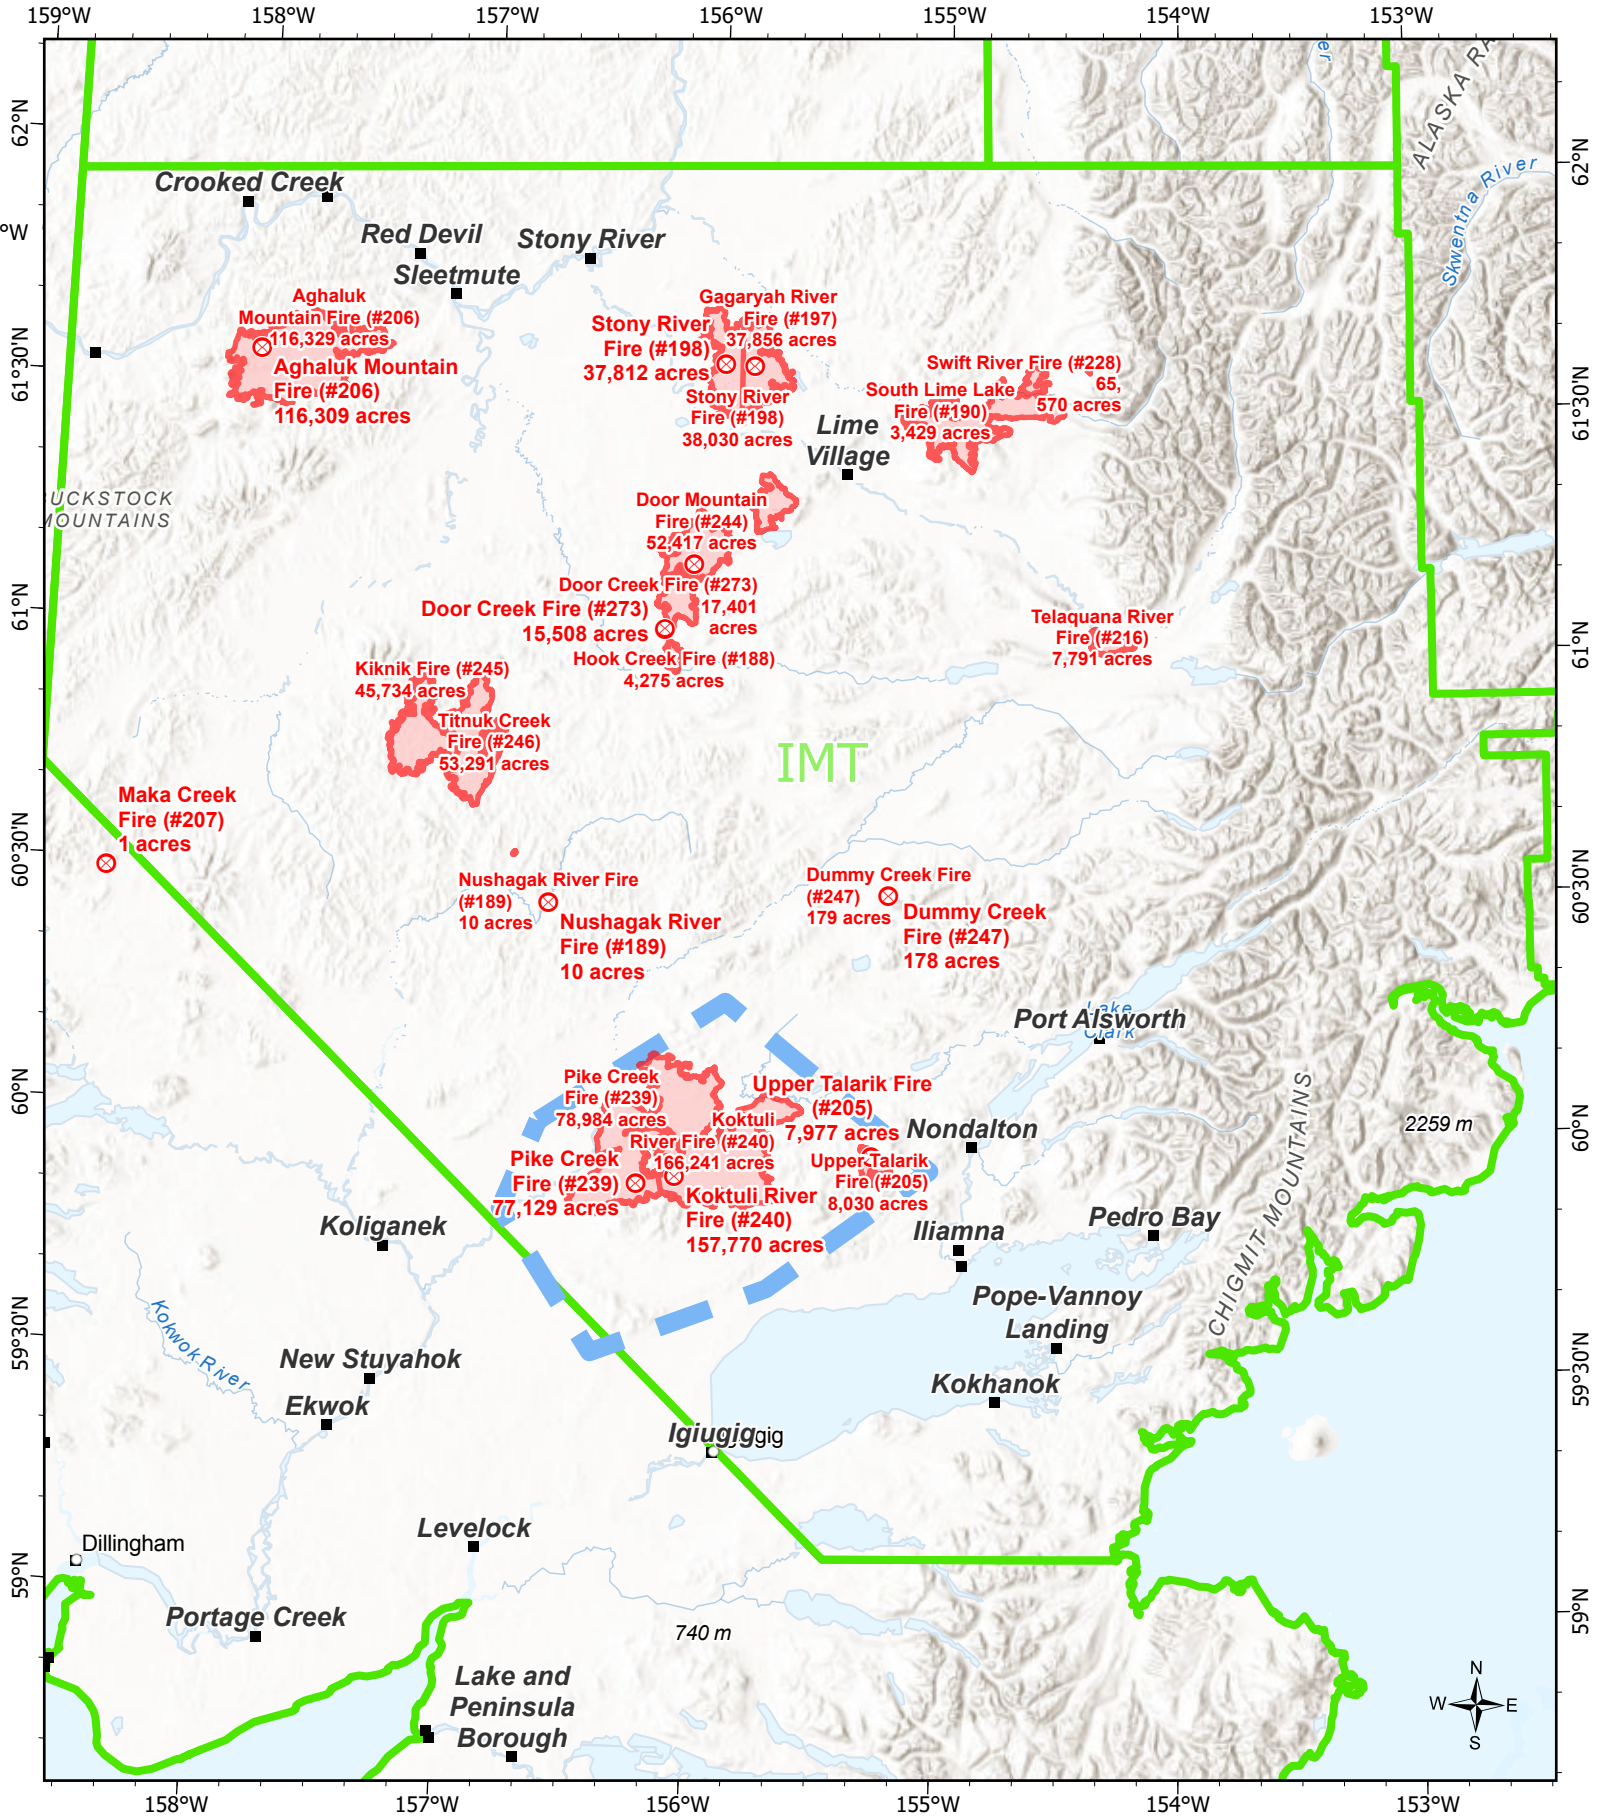 159°W
158°W
157°W
156°W
155°W
154°W
153°W
62°N
62°N
°W
ALASKA RA
er
Skwentna River
Crooked Creek
Red Devil
Stony River
Sleetmute
Aghaluk
Mountain Fire (#206)
116,329 acres
Aghaluk Mountain
Fire (#206)
116,309 acres
Gagaryah River
Fire (#197)
37,856 acres
Stony River
Fire (#198)
37,812 acres
Stony River
Fire (#198)
38,030 acres
Swift River Fire (#228)
65,
570 acres
South Lime Lake
Fire (#190)
3,429 acres
61°30'N
61°30'N
Lime
Village
UCKSTOCK
MOUNTAINS
Door Mountain
Fire (#244)
52,417 acres
Door Creek Fire (#273)
17,401
acres
Door Creek Fire (#273)
15,508 acres
Hook Creek Fire (#188)
4,275 acres
Telaquana River
Fire (#216)
7,791 acres
61°N
61°N
Kiknik Fire (#245)
45,734 acres
Titnuk Creek
Fire (#246)
53,291 acres
IMT
Maka Creek
Fire (#207)
1 acres
60°30'N
60°30'N
Nushagak River Fire
(#189)
10 acres
Nushagak River
Fire (#189)
10 acres
Dummy Creek Fire
(#247)
179 acres
Dummy Creek
Fire (#247)
178 acres
Lake
Clark
Port Alsworth
60°N
60°N
Pike Creek
Fire (#239)
78,984 acres
Koktuli
River Fire (#240)
166,241 acres
Upper Talarik Fire
(#205)
7,977 acres
Upper Talarik
Fire (#205)
8,030 acres
Pike Creek
Fire (#239)
77,129 acres
Koktuli River
Fire (#240)
157,770 acres
Nondalton
2259 m
CHIGMIT MOUNTAINS
Koliganek
Iliamna
Pedro Bay
Pope-Vannoy
Landing
59°30'N
59°30'N
Kokwok River
New Stuyahok
Ekwok
Kokhanok
Igiugig
Levelock
Dillingham
59°N
59°N
Portage Creek
740 m
Lake and
Peninsula
Borough
N
W
E
S
158°W
157°W
156°W
155°W
154°W
153°W